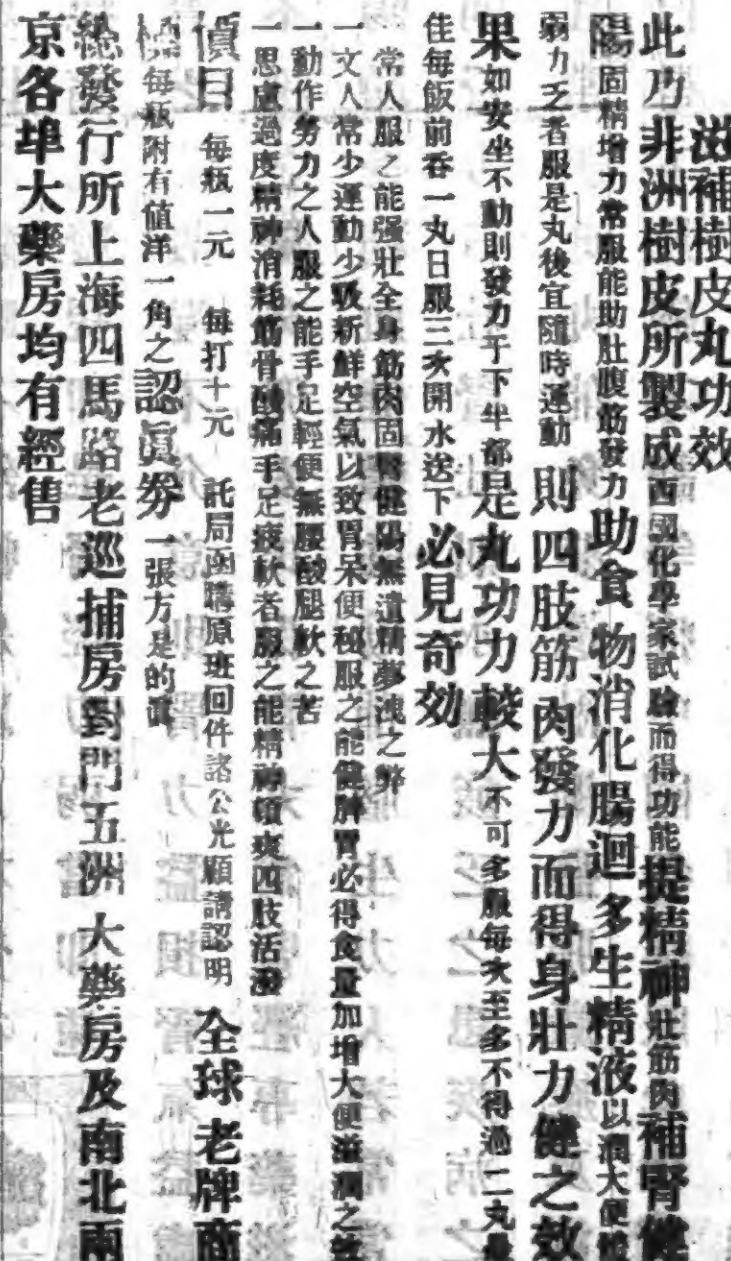 滋補樹皮丸功效
此乃非洲樹皮所製成西國化學家試驗而得功能提精神壯筋肉補腎健
陽固精增力常服能助肚腹筋發力助食物消化腸迴多生精液以潤大便
弱力乏者服是丸後宜隨時運動則四肢筋肉發力而得身壯力健之效
果如安坐不動則發力于下半部是丸功力較大不可多服每次至多不得過二丸最
佳每飯前吞一丸日服三次開水送下必見奇効
一常人服之能强壯全身筋肉固腎健陽無遺精夢洩之弊
一文人常少運動少吸新鮮空氣以致胃呆便秘服之能健脾胃必得食量加增大便滋潤之效
一動作勞力之人服之能手足輕便無腰酸腿軟之苦
一思慮過度精神消耗筋骨酸痛手足疲軟者服之能精神頓爽四肢活潑
價目 每瓶一元 每打十元 託局函購原班回件諸公光顧請認明全球老牌商
標每瓶附有值洋一角之認眞券一張方是的眞
總發行所上海四馬路老巡捕房對門五洲大藥房及南北兩
京各埠大藥房均有經售